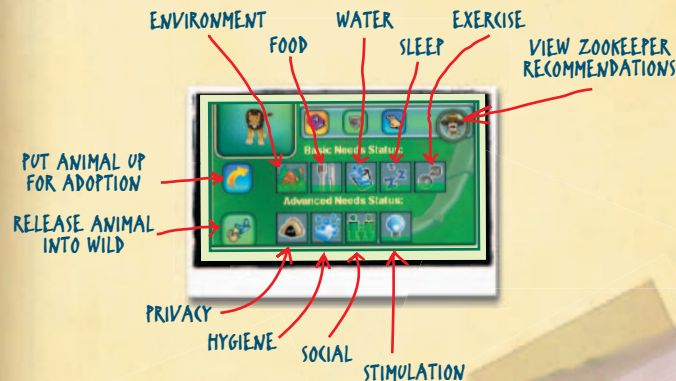 ENVIRONMENT
FOOD
WATER
SLEEP
EXERCISE
VIEW ZOOKEEPER
RECOMMENDATIONS
Basic Needs Status:
PUT ANIMAL UP
FOR ADOPTION
Advanced Needs Status:
RELEASE ANIMAL
INTO WILD
PRIVACY
HYGIENE
SOCIAL
STIMULATION